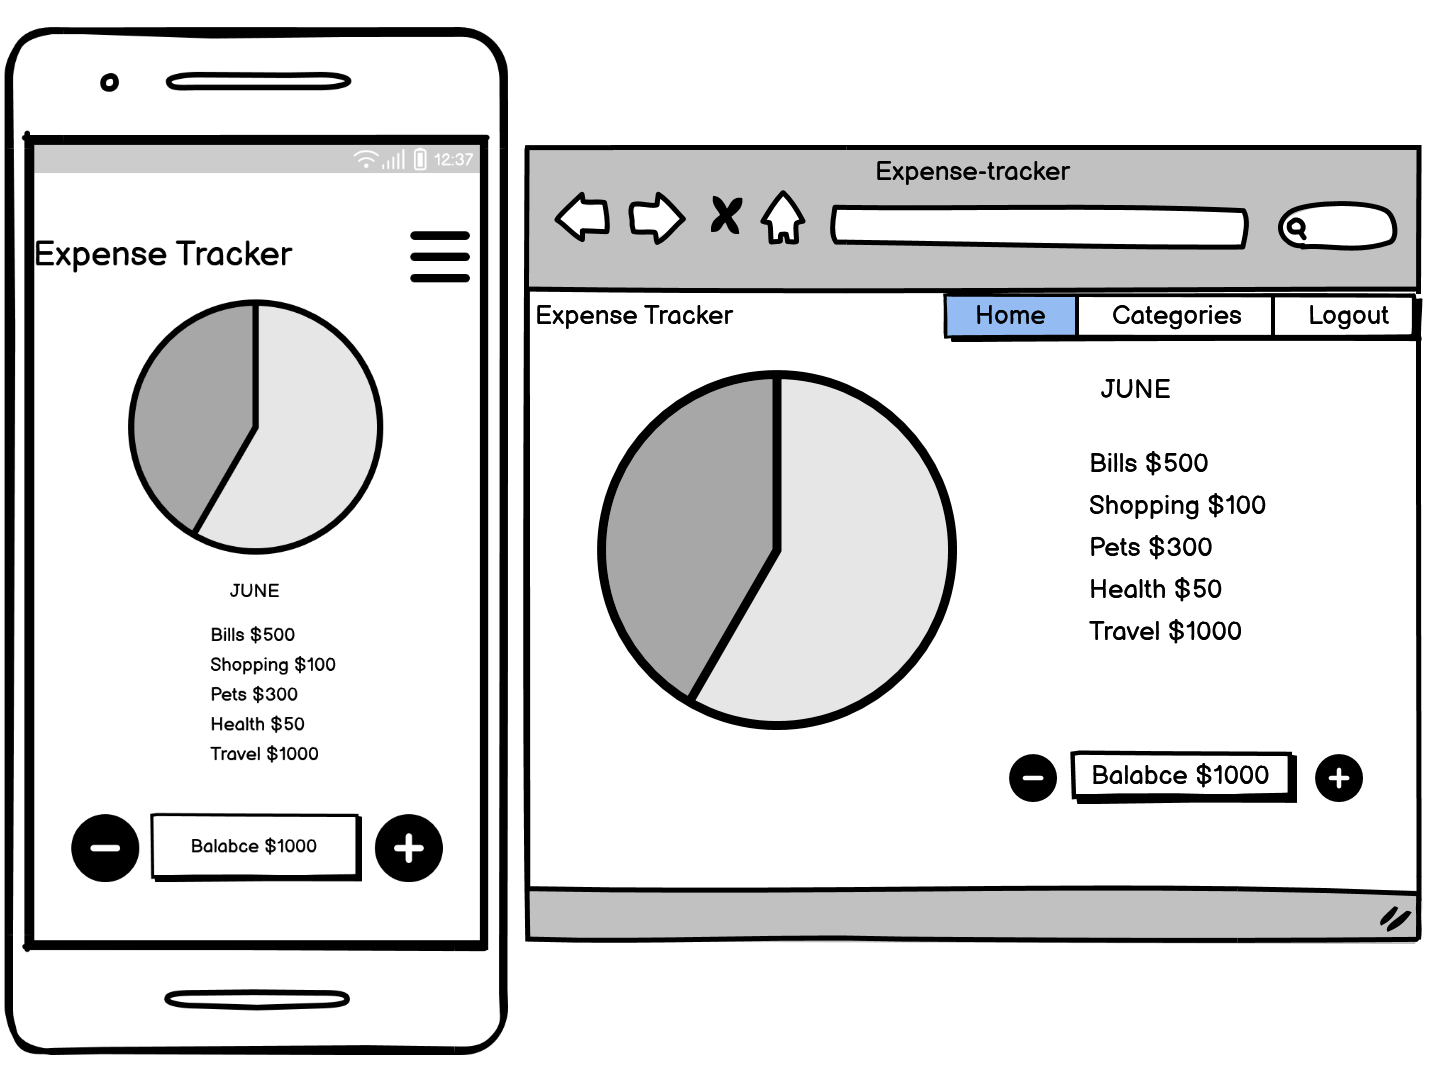 12:37
Expense Tracker
JUNE
Bills $500
Shopping $100
Pets $300
Health $50
Travel $1000
Balabce $1000
Expense-tracker
Expense Tracker
Home Categories Logout
JUNE
Bills $500
Shopping $100
Pets $300
Health $50
Travel $1000
Balabce $1000